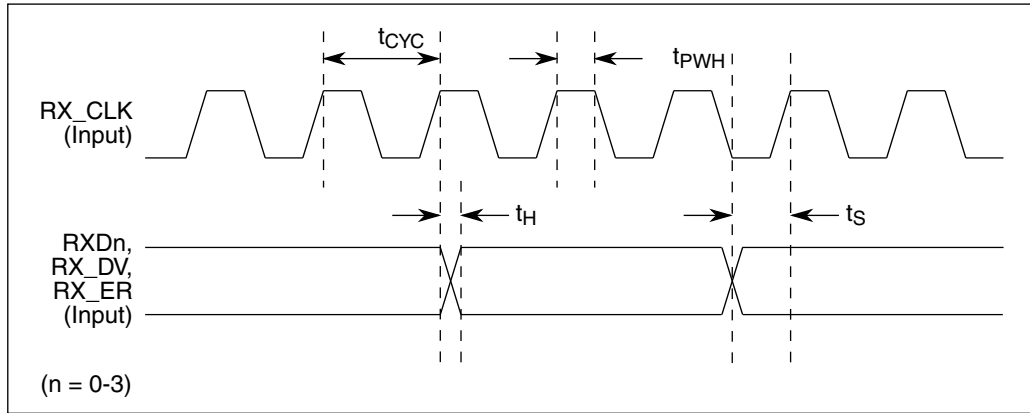 tCYC
tPWH
RX_CLK
(Input)
tH
tS
RXDn,
RX_DV,
RX_ER
(Input)
(n = 0-3)